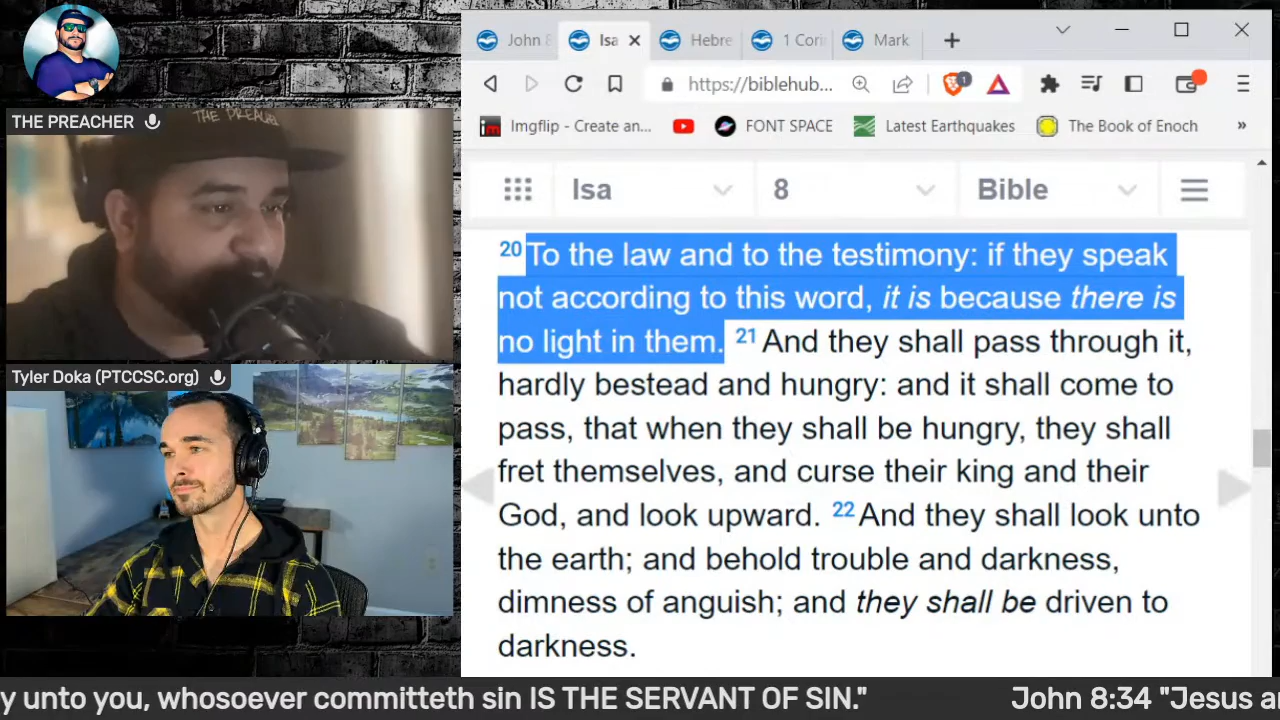 THE PREACHER
THE PREACHER
Tyler Doka (PTCCSC.org)
John 8
Isa
Hebre
1 Cori
Mark
https://biblehub...
1
Imgflip - Create an...
FONT SPACE
Latest Earthquakes
The Book of Enoch
»
Isa
8
Bible
20 To the law and to the testimony: if they speak
not according to this word, it is because there is
no light in them. 21 And they shall pass through it,
hardly bestead and hungry: and it shall come to
pass, that when they shall be hungry, they shall
fret themselves, and curse their king and their
God, and look upward. 22 And they shall look unto
the earth; and behold trouble and darkness,
dimness of anguish; and they shall be driven to
darkness.
y unto you, whosoever committeth sin IS THE SERVANT OF SIN." John 8:34 "Jesus a